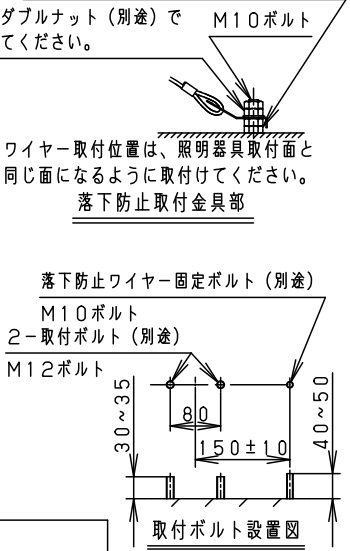 ダブルナット（別途）で
てください。
M10ボルト
ワイヤー取付位置は、照明器具取付面と
同じ面になるように取付けてください。
落下防止取付金具部
落下防止ワイヤー固定ボルト（別途）
M10ボルト
2－取付ボルト（別途）
M12ボルト
80
150±10
30~35
40~50
取付ボルト設置図